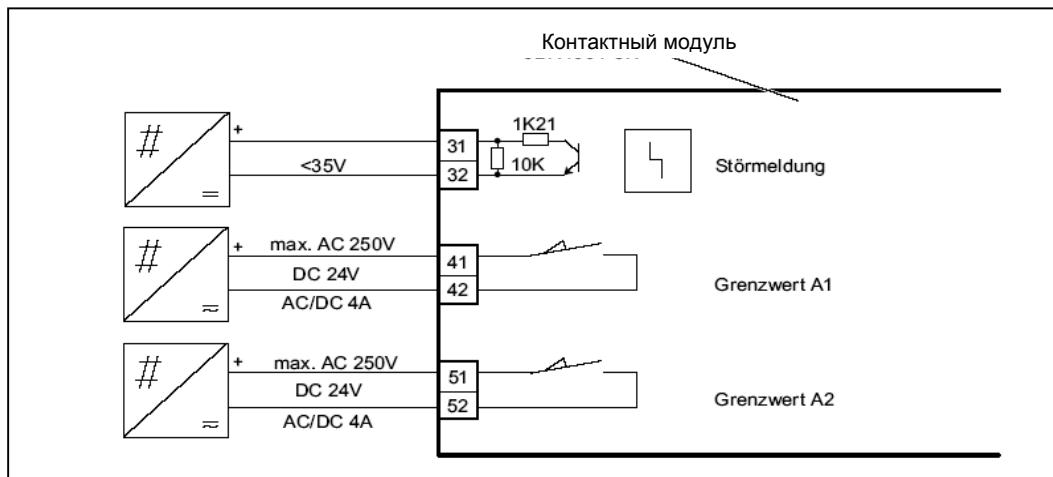 Контактный модуль
+
<35V
=
31
32
1K21
10K
Störmeldung
+
max. AC 250V
DC 24V
AC/DC 4A
41
42
Grenzwert A1
+
max. AC 250V
DC 24V
AC/DC 4A
51
52
Grenzwert A2